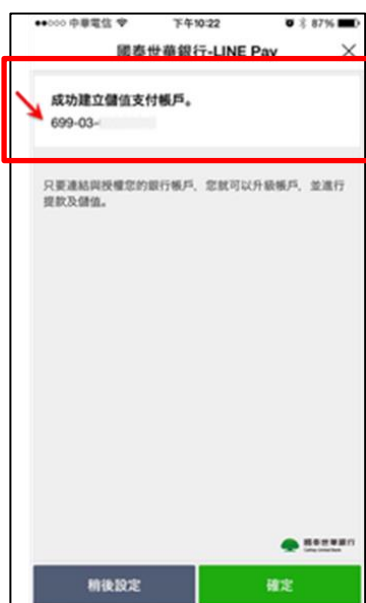 中華電信 下午10:22 87%
國泰世華銀行-LINE Pay
成功建立儲值支付帳戶。
699-03-
只要連結與授權您的銀行帳戶，您就可以升級帳戶，並進行
提款及儲值。
國泰世華銀行
Cathay United Bank
稍後設定 確定